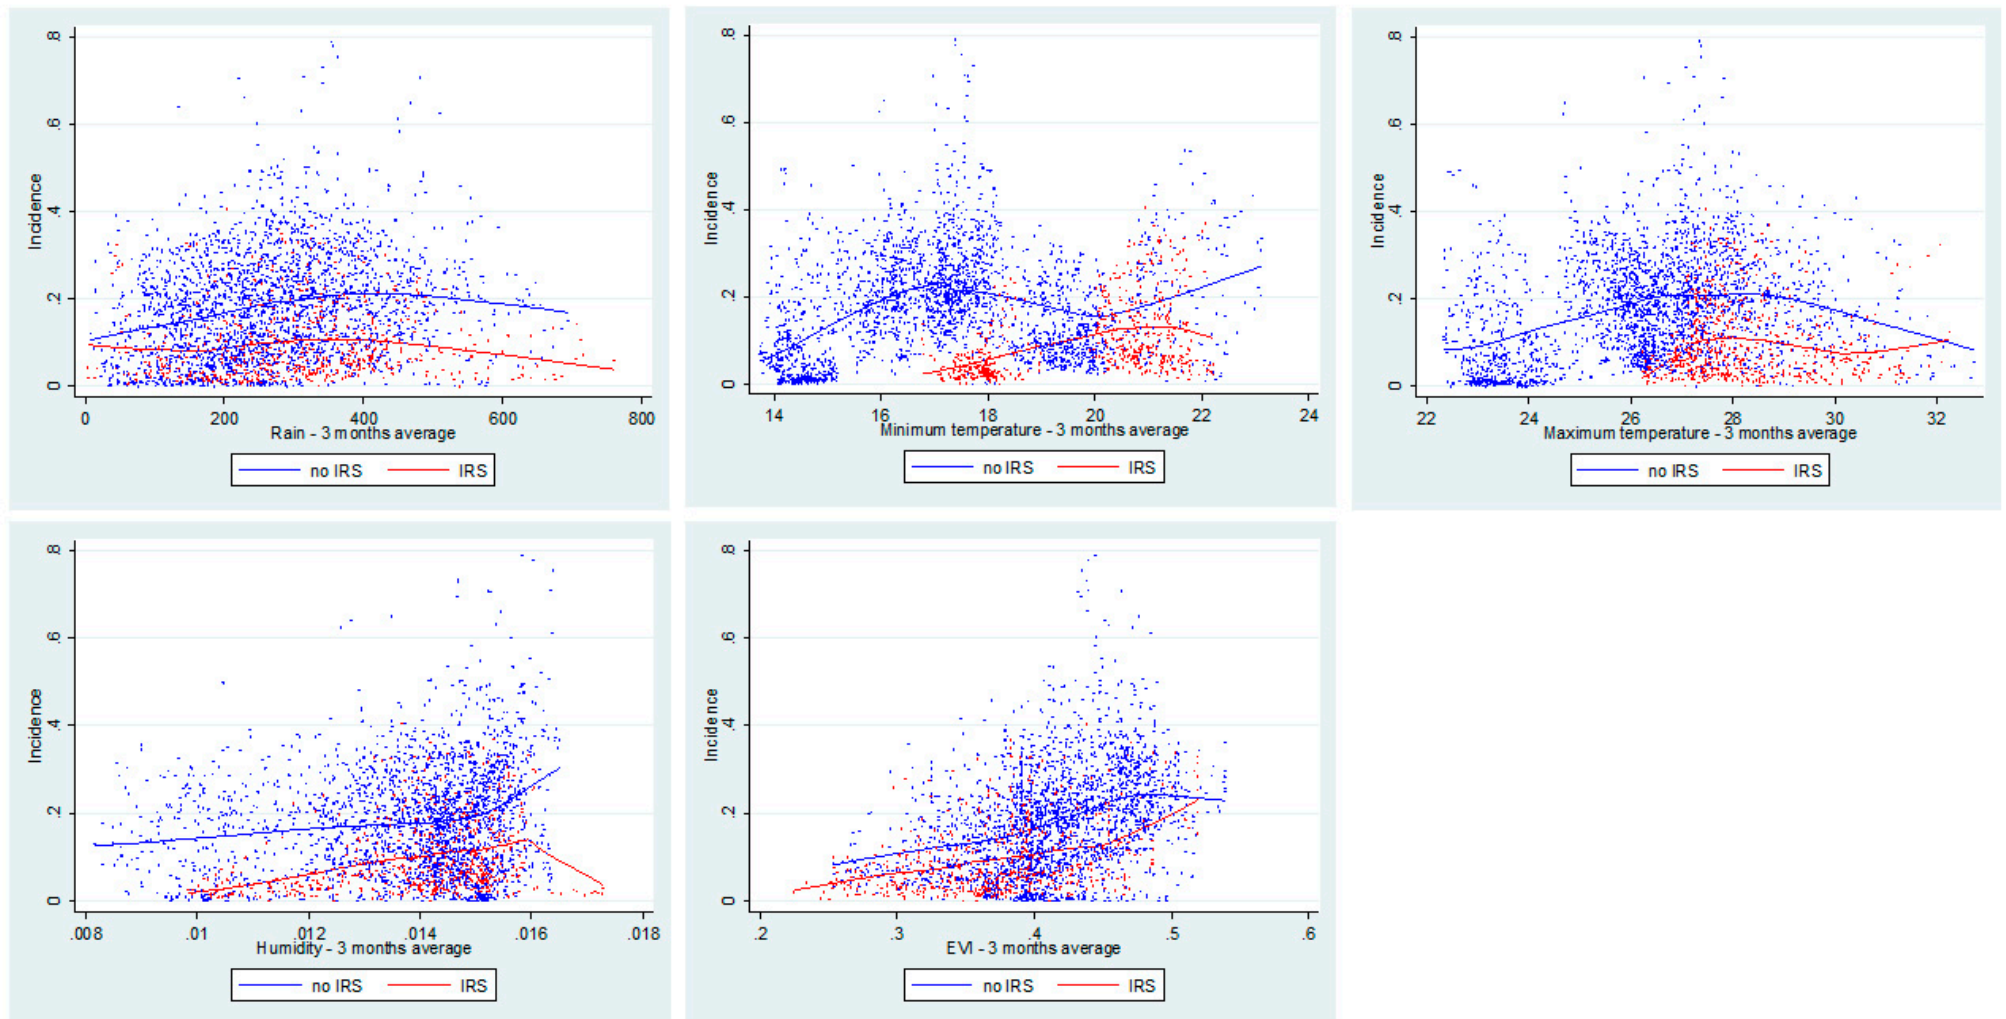 .8
.6
.4
.2
0
Incidence
0 200 400 600 800
Rain - 3 months average
no IRS IRS
.8
.6
.4
.2
0
Incidence
14 16 18 20 22 24
Minimum temperature - 3 months average
no IRS IRS
.8
.6
.4
.2
0
Incidence
22 24 26 28 30 32
Maximum temperature - 3 months average
no IRS IRS
.8
.6
.4
.2
0
Incidence
.008 .01 .012 .014 .016 .018
Humidity - 3 months average
no IRS IRS
.8
.6
.4
.2
0
Incidence
.2 .3 .4 .5 .6
EVI - 3 months average
no IRS IRS